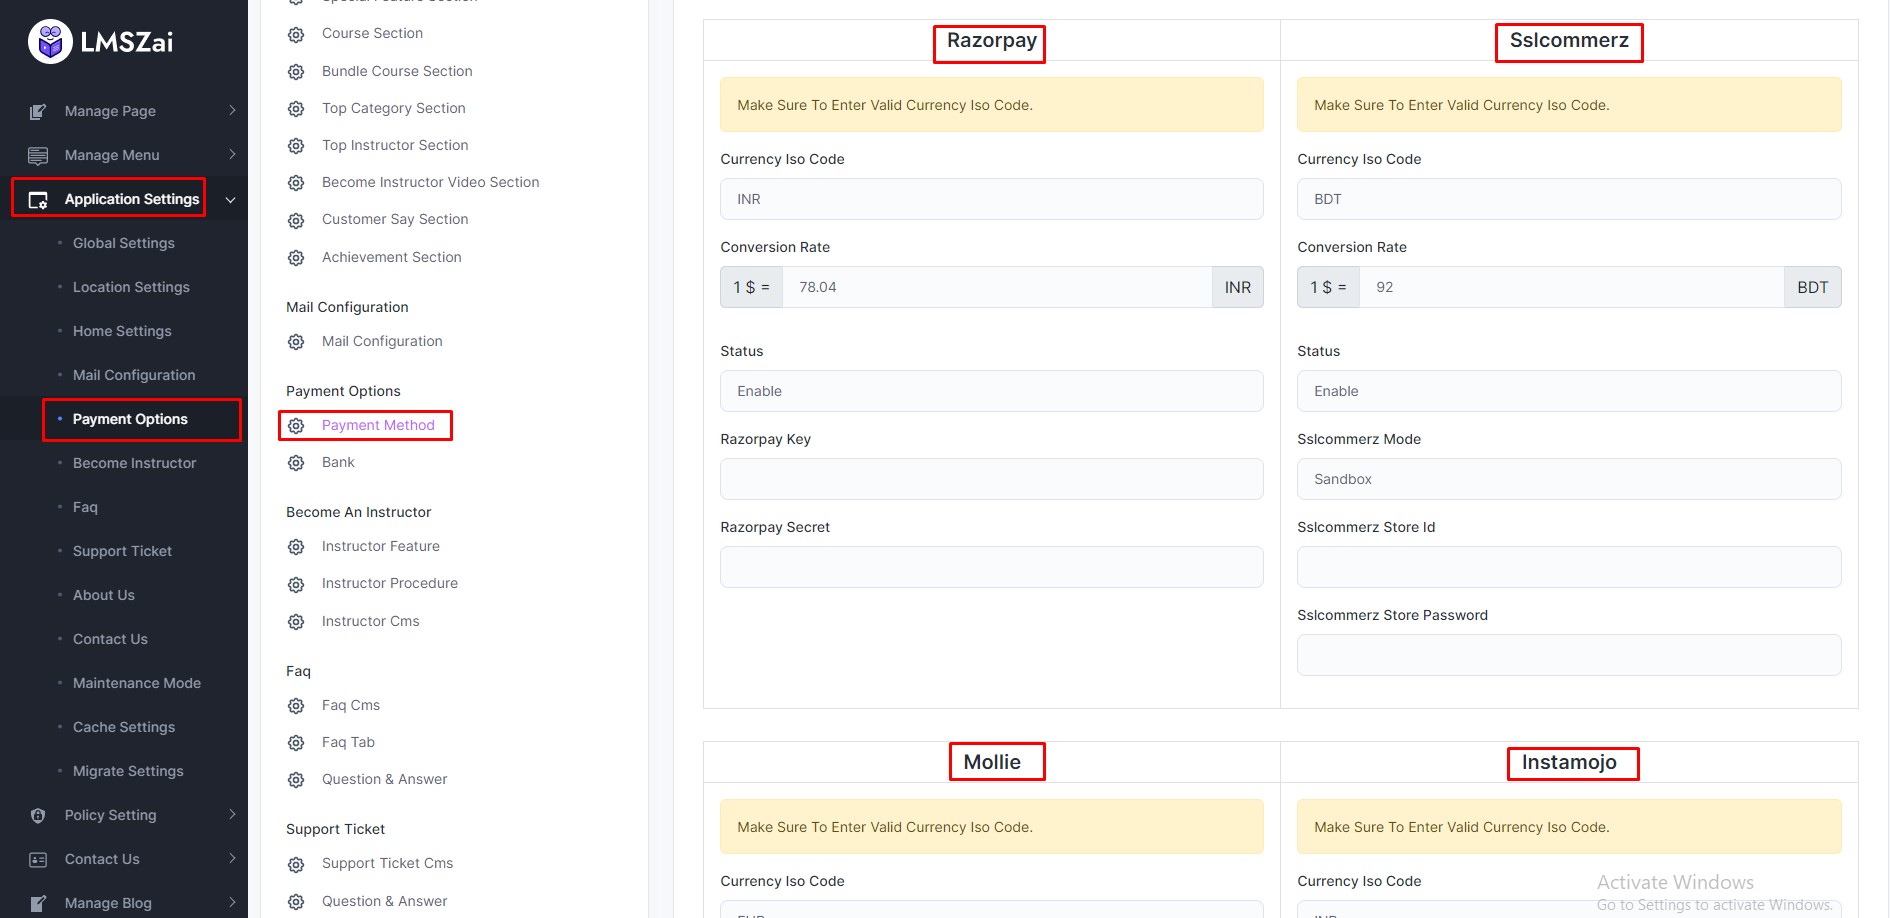 LMSZai
Manage Page
Manage Menu
Application Settings
Global Settings
Location Settings
Home Settings
Mail Configuration
Payment Options
Become Instructor
Faq
Support Ticket
About Us
Contact Us
Maintenance Mode
Cache Settings
Migrate Settings
Policy Setting
Contact Us
Manage Blog
Special Feature Section
Course Section
Bundle Course Section
Top Category Section
Top Instructor Section
Become Instructor Video Section
Customer Say Section
Achievement Section
Mail Configuration
Mail Configuration
Payment Options
Payment Method
Bank
Become An Instructor
Instructor Feature
Instructor Procedure
Instructor Cms
Faq
Faq Cms
Faq Tab
Question & Answer
Support Ticket
Support Ticket Cms
Question & Answer
Razorpay
Make Sure To Enter Valid Currency Iso Code.
Currency Iso Code
INR
Conversion Rate
1 $ = 78.04 INR
Status
Enable
Razorpay Key
Razorpay Secret
Sslcommerz
Make Sure To Enter Valid Currency Iso Code.
Currency Iso Code
BDT
Conversion Rate
1 $ = 92 BDT
Status
Enable
Sslcommerz Mode
Sandbox
Sslcommerz Store Id
Sslcommerz Store Password
Mollie
Make Sure To Enter Valid Currency Iso Code.
Currency Iso Code
Instamojo
Make Sure To Enter Valid Currency Iso Code.
Currency Iso Code
Activate Windows
Go to Settings to activate Windows.